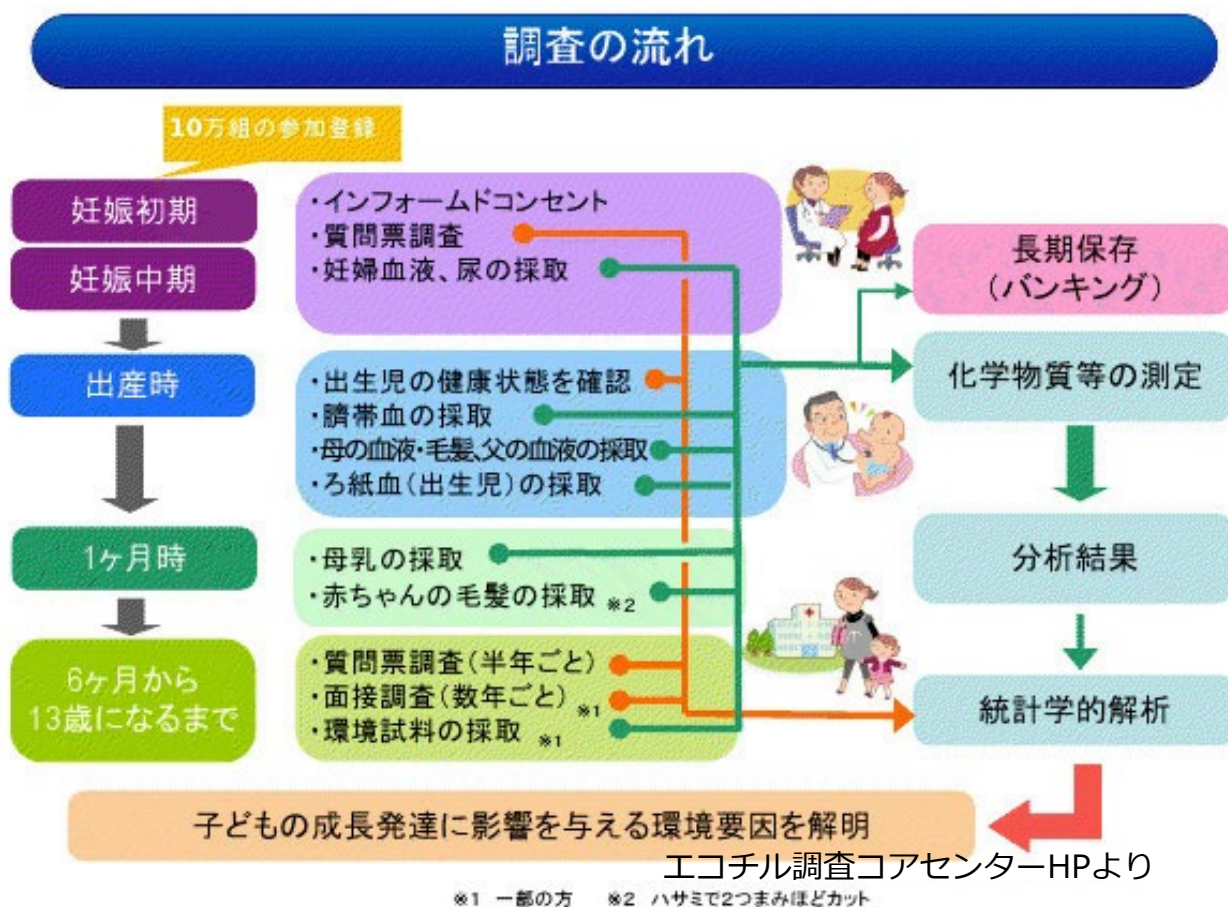 調査の流れ
10万組の参加登録
妊娠初期
妊娠中期
・インフォームドコンセント
・質問票調査
・妊婦血液、尿の採取
長期保存
(バンキング)
出産時
・出生児の健康状態を確認
・臍帯血の採取
・母の血液・毛髪、父の血液の採取
・ろ紙血(出生児)の採取
化学物質等の測定
1ヶ月時
・母乳の採取
・赤ちゃんの毛髪の採取 ※2
分析結果
6ヶ月から
13歳になるまで
・質問票調査(半年ごと)
・面接調査(数年ごと) ※1
・環境試料の採取 ※1
統計学的解析
子どもの成長発達に影響を与える環境要因を解明
エコチル調査コアセンターHPより
※1 一部の方 ※2 ハサミで2つまみほどカット